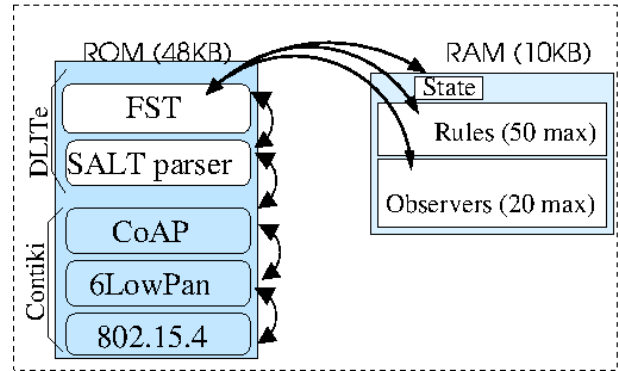 ROM (48KB)
FST
SALT parser
DLITe
CoAP
6LowPan
802.15.4
Contiki
RAM (10KB)
State
Rules (50 max)
Observers (20 max)